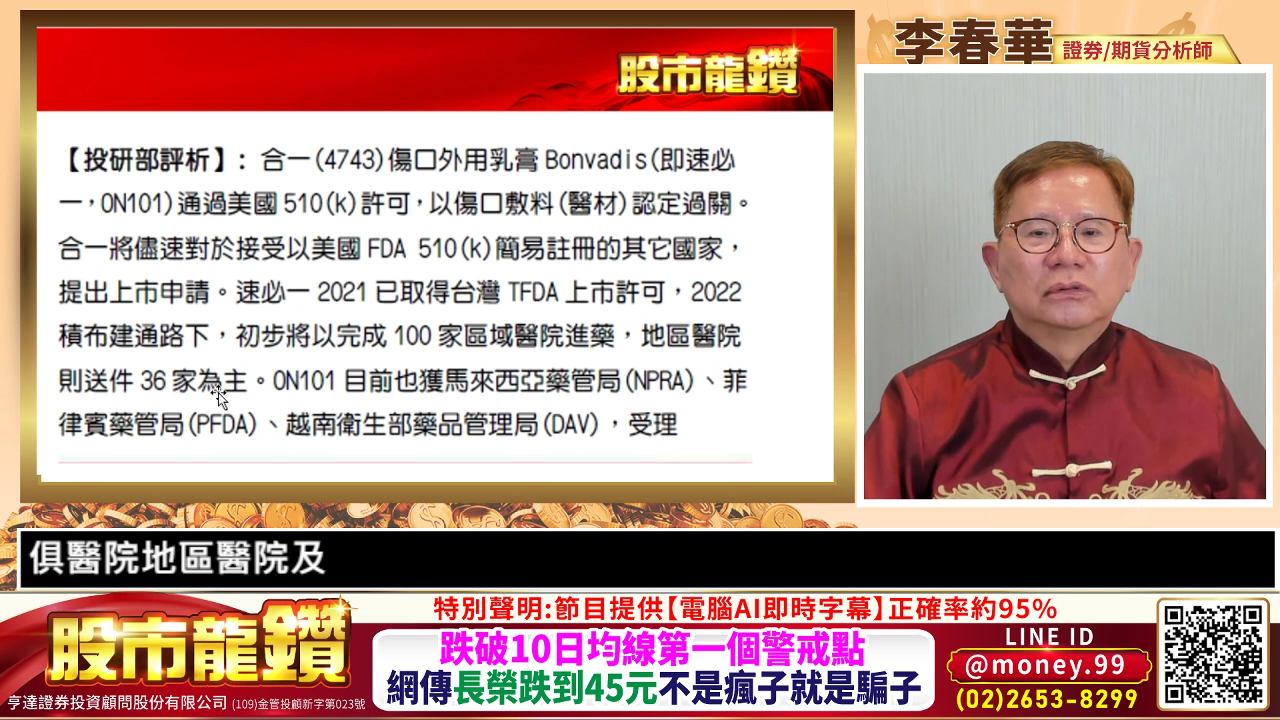 李春華
證券/期貨分析師
股市龍鑽
【投研部評析】: 合一(4743)傷口外用乳膏 Bonvadis(即速必
一,ON101)通過美國 510(k)許可,以傷口敷料(醫材)認定過關。
合一將儘速對於接受以美國 FDA 510(k)簡易註冊的其它國家,
提出上市申請。速必一 2021 已取得台灣 TFDA 上市許可,2022
積布建通路下,初步將以完成 100 家區域醫院進藥,地區醫院
則送件 36 家為主。ON101 目前也獲馬來西亞藥管局(NPRA)、菲
律賓藥管局(PFDA)、越南衛生部藥品管理局(DAV),受理
俱醫院地區醫院及
特別聲明:節目提供【電腦AI即時字幕】正確率約95%
股市龍鑽
跌破10日均線第一個警戒點
網傳長榮跌到45元不是瘋子就是騙子
亨達證券投資顧問股份有限公司 (109)金管投顧新字第023號
LINE ID
@money.99
(02)2653-8299